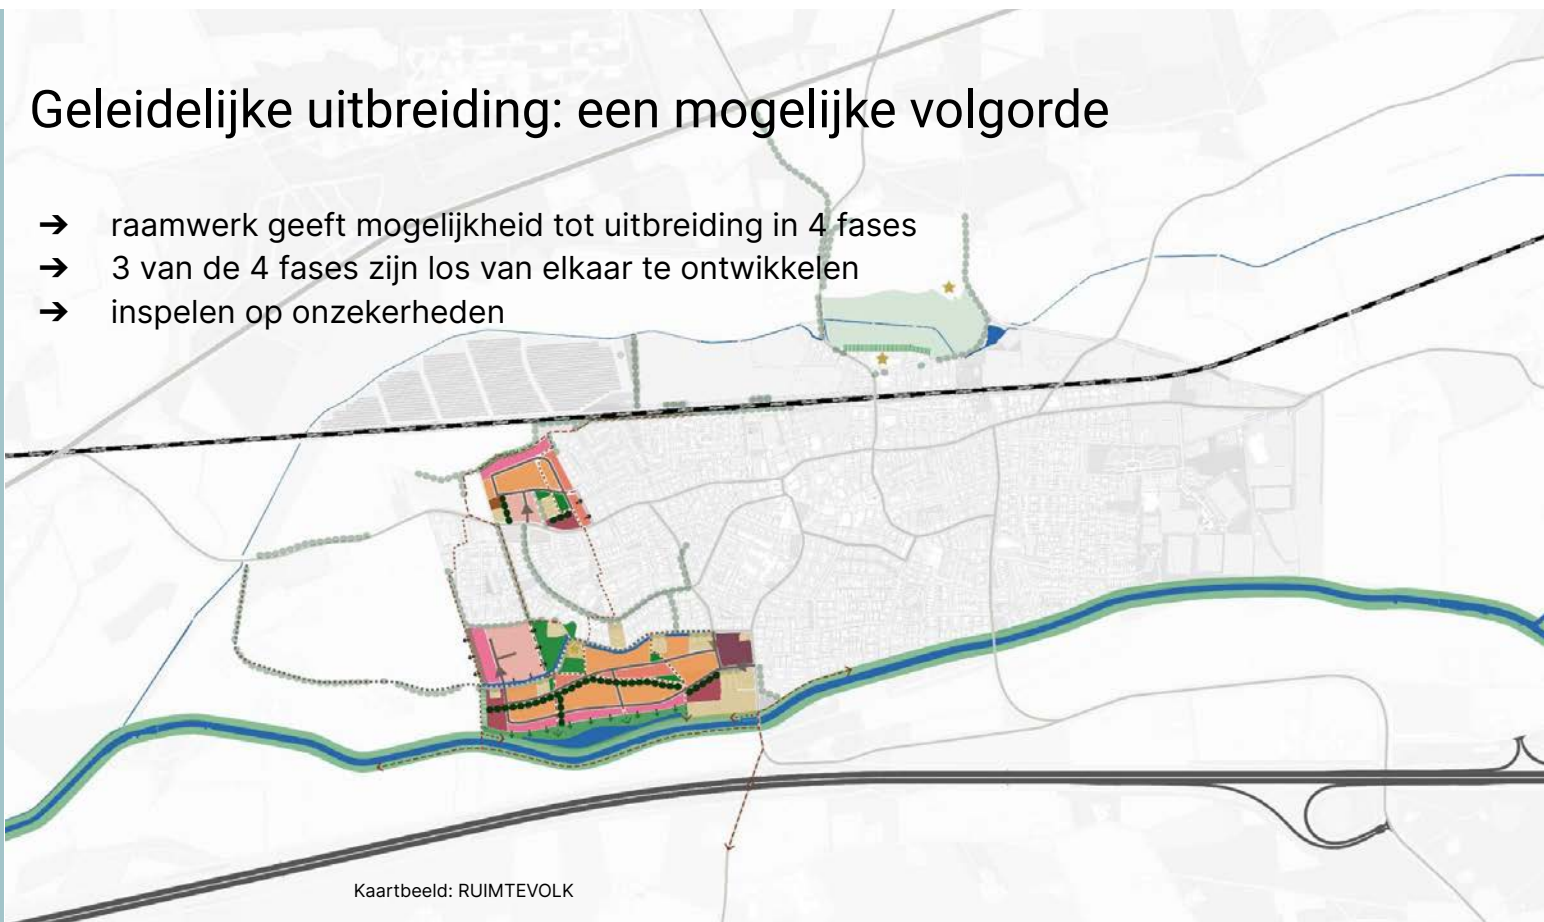 Geleidelijke uitbreiding: een mogelijke volgorde
➔ raamwerk geeft mogelijkheid tot uitbreiding in 4 fases
➔ 3 van de 4 fases zijn los van elkaar te ontwikkelen
➔ inspelen op onzekerheden
Kaartbeeld: RUIMTEVOLK